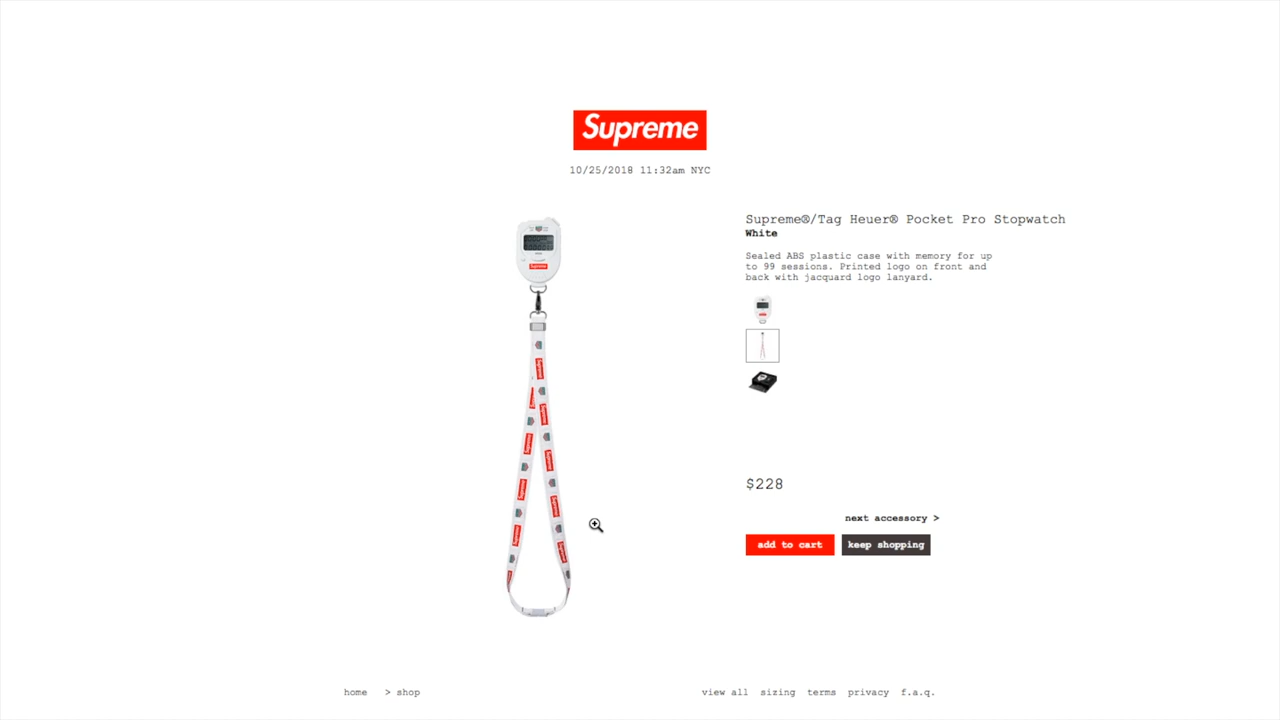 Supreme
10/25/2018 11:32am NYC
Supreme®/Tag Heuer® Pocket Pro Stopwatch
White
Sealed ABS plastic case with memory for up
to 99 sessions. Printed logo on front and
back with jacquard logo lanyard.
$228
next accessory >
add to cart keep shopping
home > shop
view all sizing terms privacy f.a.q.